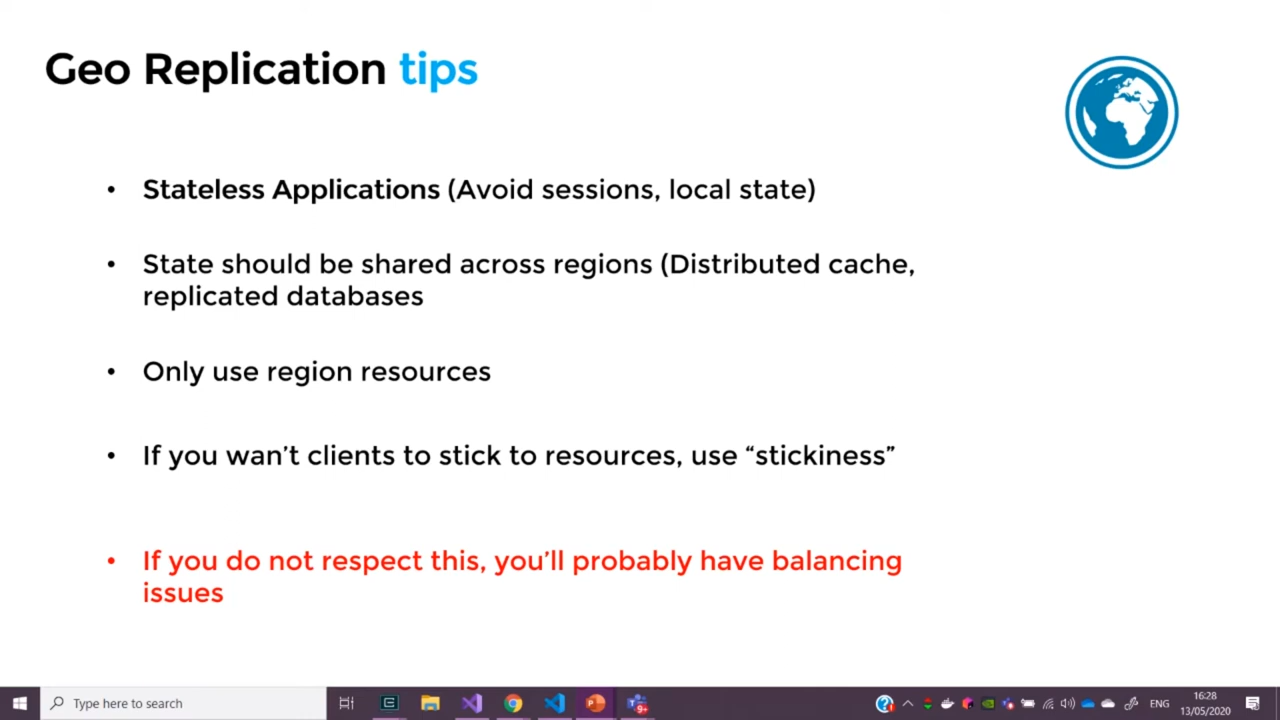 Geo Replication tips
• Stateless Applications (Avoid sessions, local state)
• State should be shared across regions (Distributed cache,
replicated databases
• Only use region resources
• If you wan’t clients to stick to resources, use “stickiness”
• If you do not respect this, you’ll probably have balancing
issues
Type here to search
9+
ENG
16:28
13/05/2020